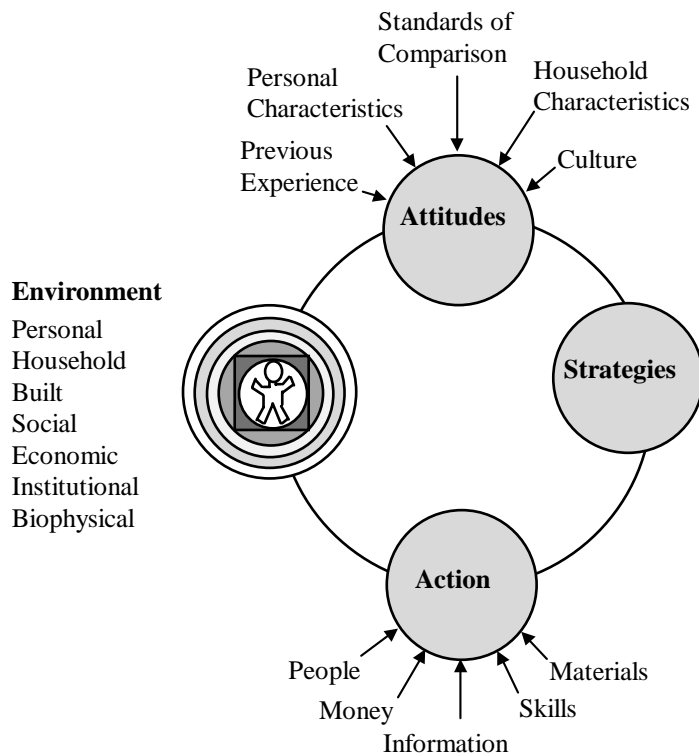 Standards of
Comparison
Personal
Characteristics
Household
Characteristics
Previous
Experience
Culture
Attitudes
Environment
Personal
Household
Built
Social
Economic
Institutional
Biophysical
Strategies
Action
People
Money
Information
Skills
Materials